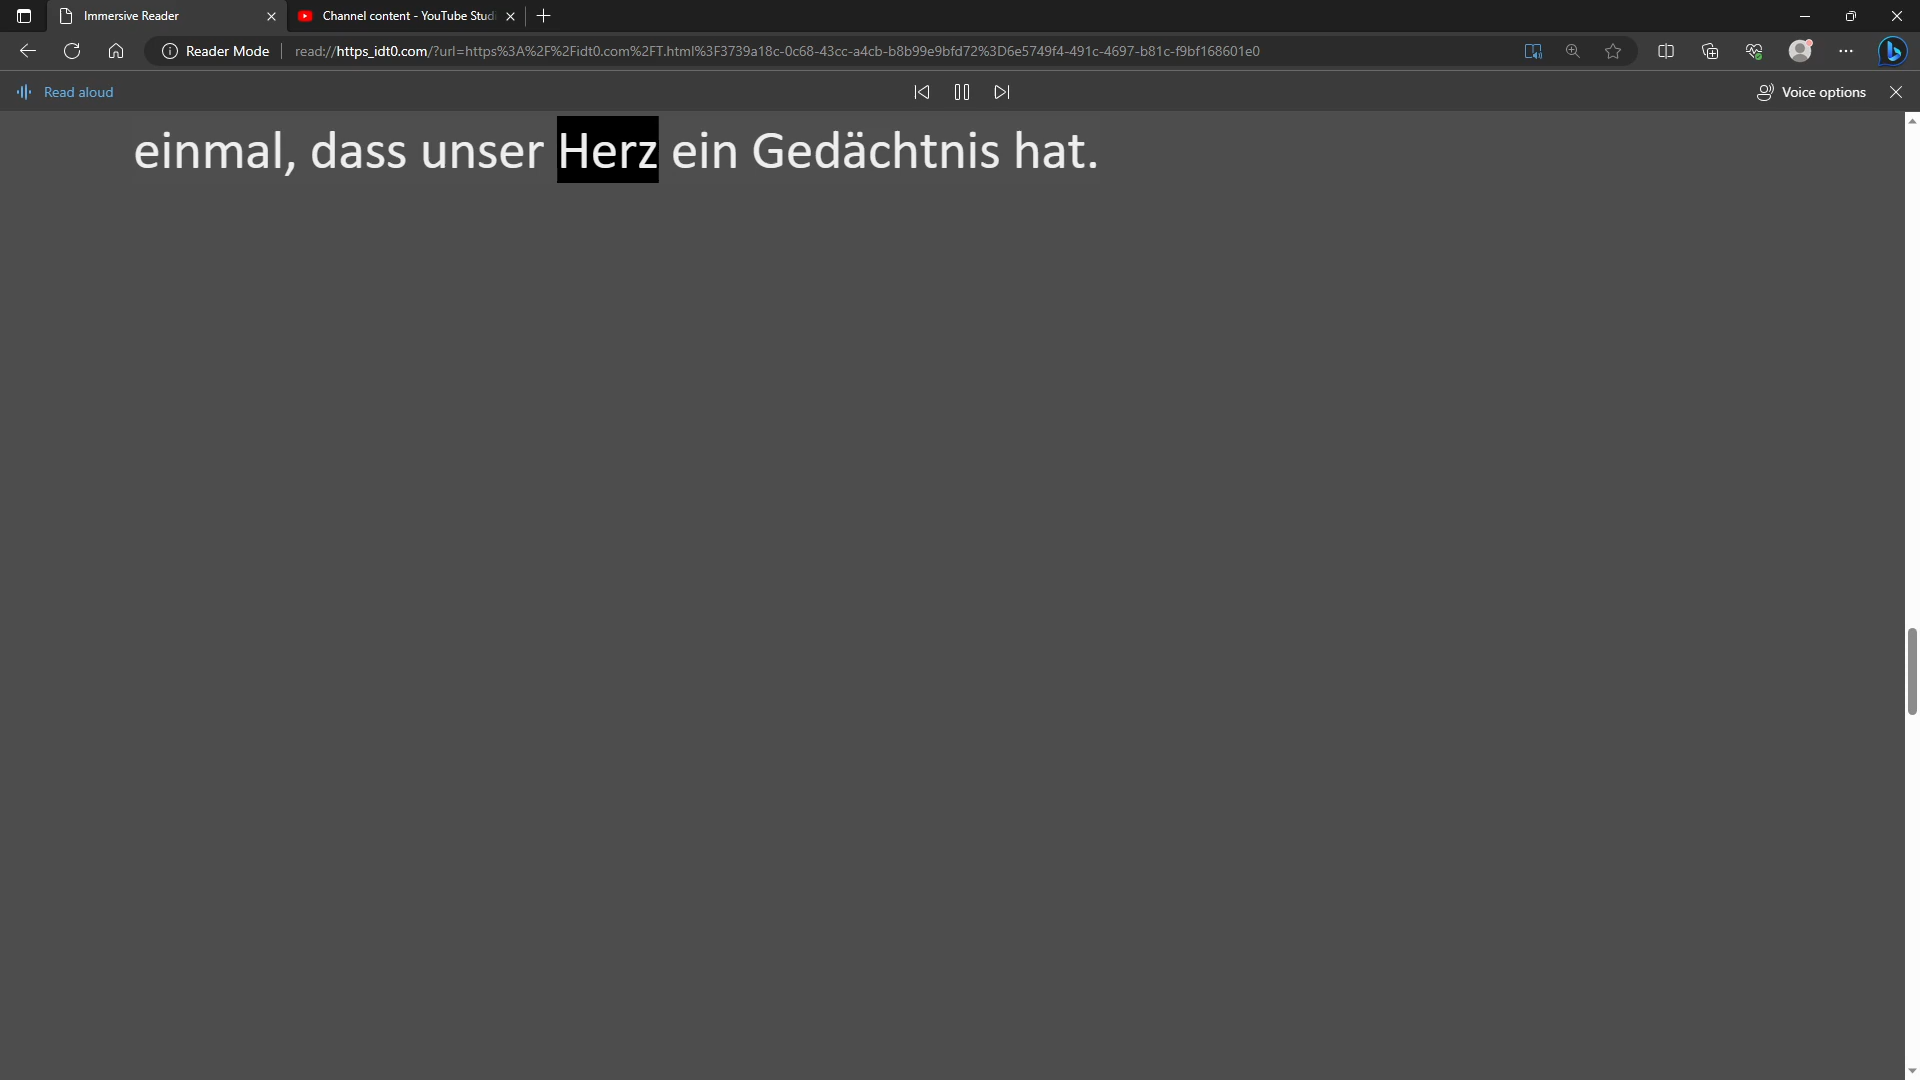 Immersive Reader
Channel content - YouTube Studi
Reader Mode
read://https_idt0.com/?url=https%3A%2F%2Fidt0.com%2FT.html%3F3739a18c-0c68-43cc-a4cb-b8b99e9bfd72%3D6e5749f4-491c-4697-b81c-f9bf168601e0
Read aloud
Voice options
einmal, dass unser Herz ein Gedächtnis hat.